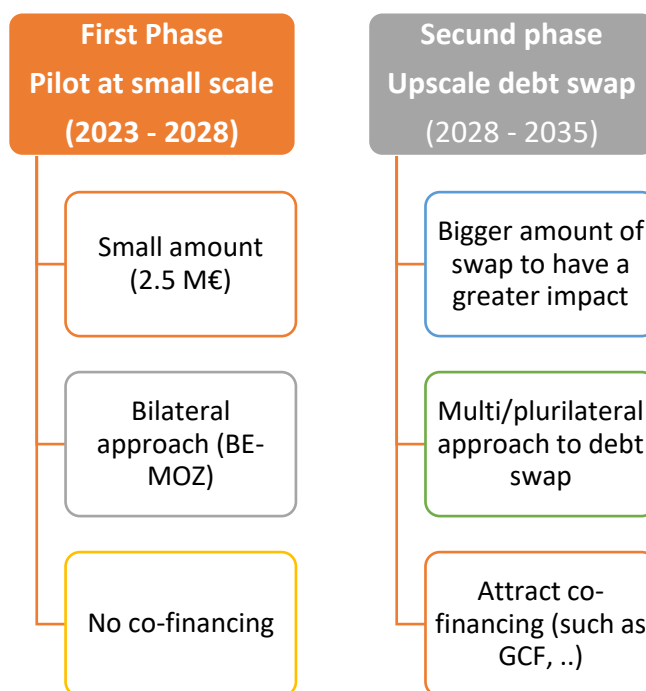 First Phase
Pilot at small scale
(2023 - 2028)
Small amount
(2.5 M€)
Bilateral
approach (BE-
MOZ)
No co-financing
Second phase
Upscale debt swap
(2028 - 2035)
Bigger amount of
swap to have a
greater impact
Multi/plurilateral
approach to debt
swap
Attract co-
financing (such as
GCF, ..)